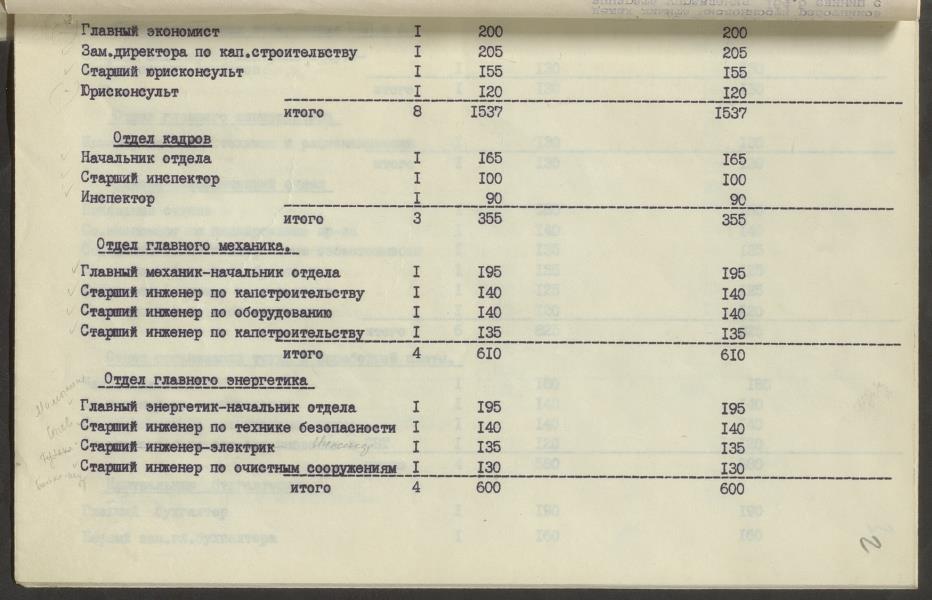 Главный экономист I 200 200
Зам.директора по кап.строительству I 205 205
Старший юрисконсульт I I55 I55
Юрисконсульт I I20 I20
итого 8 I537 I537
Отдел кадров
Начальник отдела I I65 I65
Старший инспектор I I00 I00
Инспектор I 90 90
итого 3 355 355
Отдел главного механика.
Главный механик-начальник отдела I I95 I95
Старший инженер по капстроительству I I40 I40
Старший инженер по оборудованию I I40 I40
Старший инженер по капстроительству I I35 I35
итого 4 6I0 6I0
Отдел главного энергетика
Главный энергетик-начальник отдела I I95 I95
Старший инженер по технике безопасности I I40 I40
Старший инженер-электрик I I35 I35
Старший инженер по очистным сооружениям I I30 I30
итого 4 600 600
2